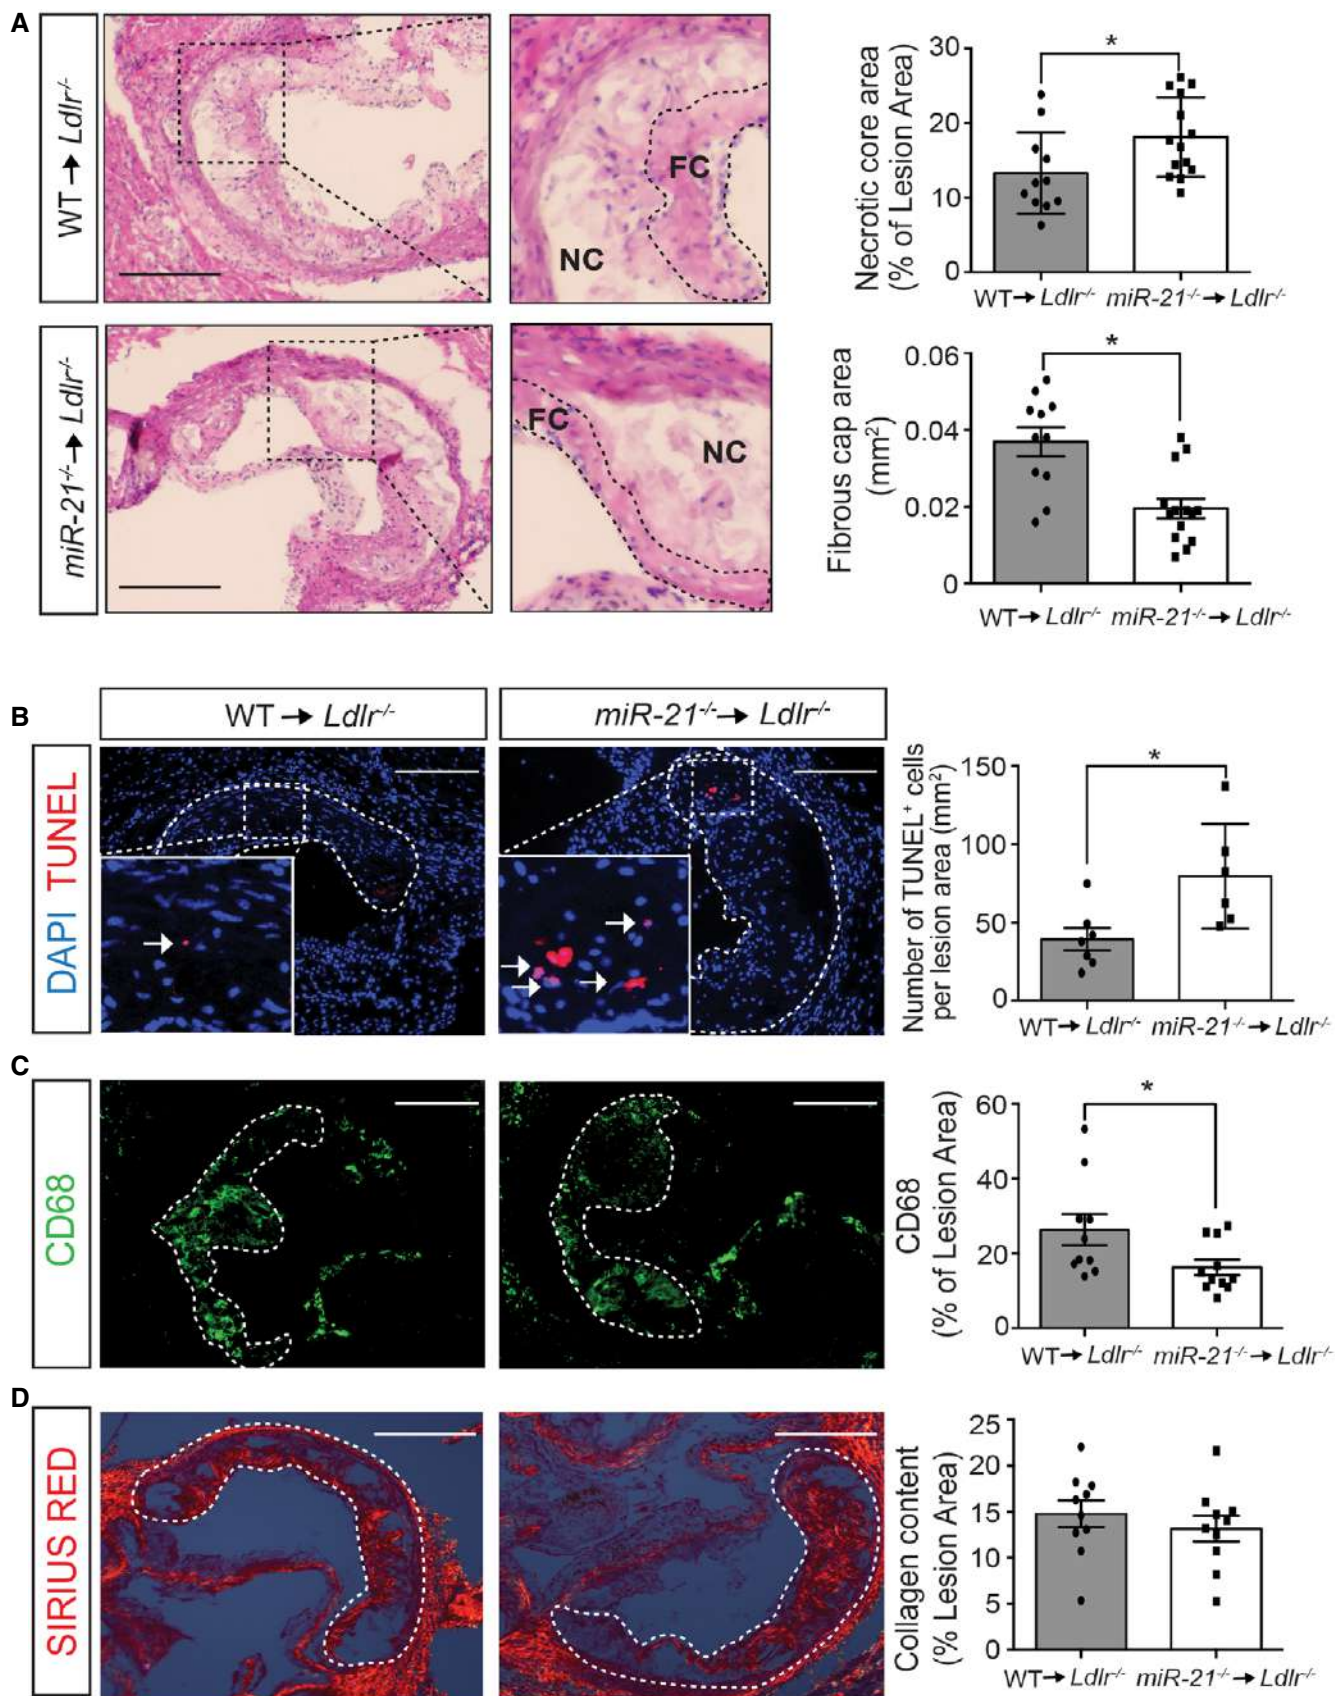 A
WT → Ldlr-/-
FC
NC
Necrotic core area
(% of Lesion Area)
30
20
10
0
*
WT → Ldlr-/- miR-21-/- → Ldlr-/-
miR-21-/- → Ldlr-/-
FC
NC
Fibrous cap area
(mm2)
0.06
0.04
0.02
0
*
WT → Ldlr-/- miR-21-/- → Ldlr-/-
B
WT → Ldlr-/-
miR-21-/- → Ldlr-/-
DAPI TUNEL
Number of TUNEL+ cells
per lesion area (mm2)
150
100
50
0
*
WT → Ldlr-/- miR-21-/- → Ldlr-/-
C
CD68
CD68
(% of Lesion Area)
60
40
20
0
*
WT → Ldlr-/- miR-21-/- → Ldlr-/-
D
SIRIUS RED
Collagen content
(% Lesion Area)
25
20
15
10
5
0
WT → Ldlr-/- miR-21-/- → Ldlr-/-